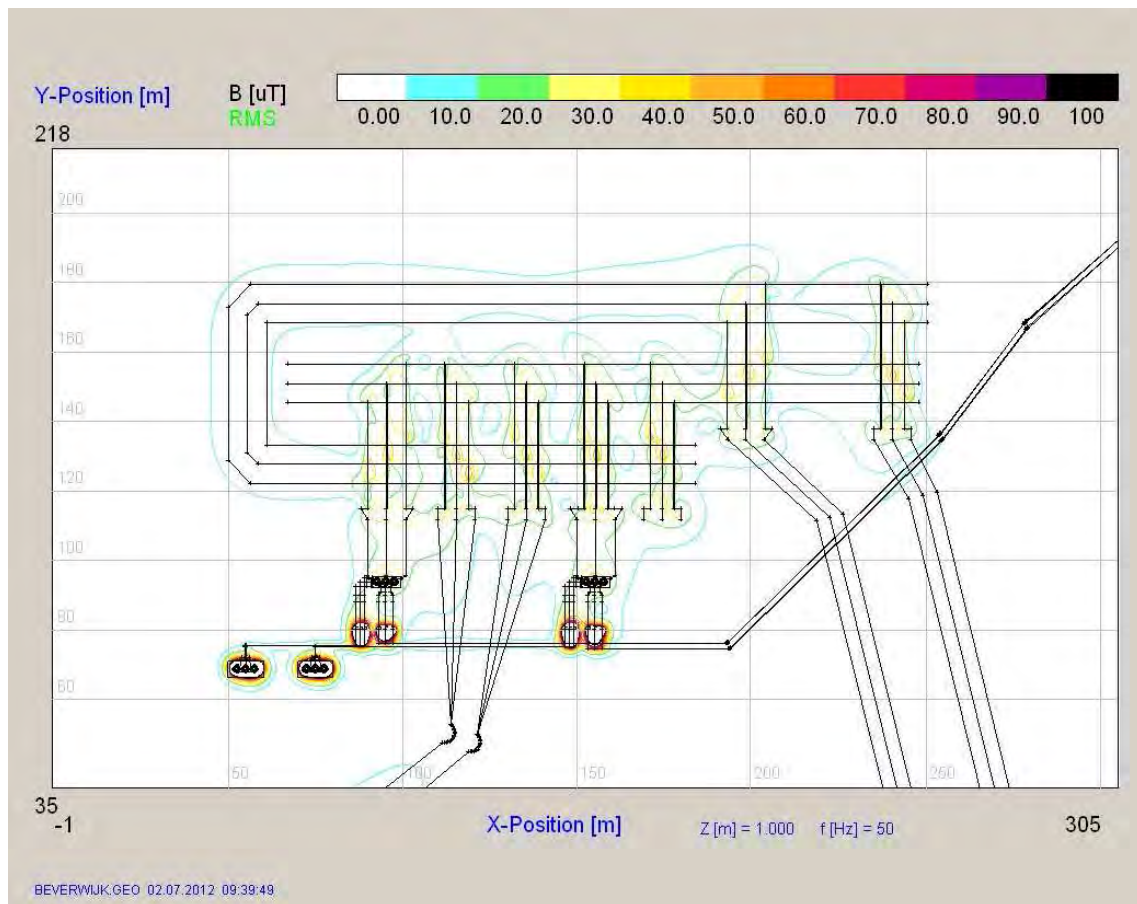 Y-Position [m]
B [uT]
RMS
0.00 10.0 20.0 30.0 40.0 50.0 60.0 70.0 80.0 90.0 100
218
200
180
160
140
120
100
80
60
50 100 150 200 250
35
-1
X-Position [m]
Z [m] = 1.000 f [Hz] = 50
305
BEVERWIJK.GEO 02.07.2012 09:39:49